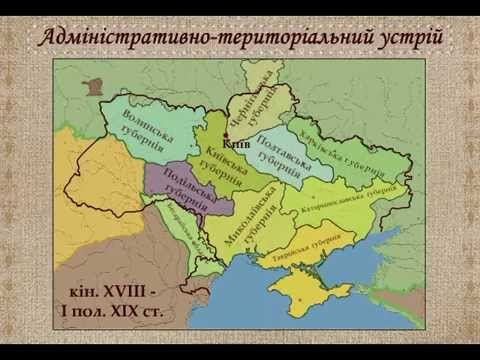 Адміністративно-територіальний устрій
Чернігівська
губернія
Волинська
губернія
Київ
Київська
губернія
Полтавська
губернія
Харківська губернія
Подільська
губернія
Миколаївська
губернія
Катеринославська губернія
Таврійська губернія
кін. XVIII -
І пол. XIX ст.